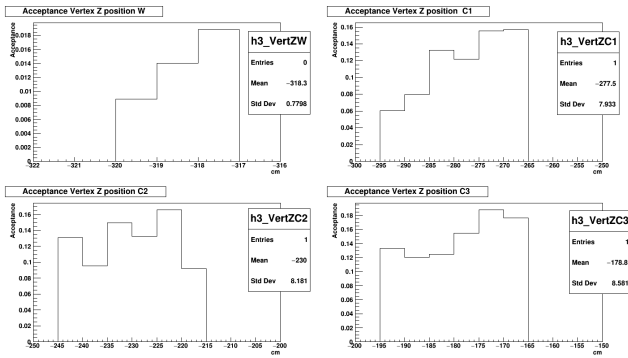 Acceptance Vertex Z position W
Acceptance
0.018
0.016
0.014
0.012
0.01
0.008
0.006
0.004
0.002
0
−322 −321 −320 −319 −318 −317 −316
cm
h3_VertZW
Entries 0
Mean −318.3
Std Dev 0.7798
Acceptance Vertex Z position C1
Acceptance
0.16
0.14
0.12
0.1
0.08
0.06
0.04
0.02
0
−300 −295 −290 −285 −280 −275 −270 −265 −260 −255 −250
cm
h3_VertZC1
Entries 1
Mean −277.5
Std Dev 7.933
Acceptance Vertex Z position C2
Acceptance
0.16
0.14
0.12
0.1
0.08
0.06
0.04
0.02
0
−250 −245 −240 −235 −230 −225 −220 −215 −210 −205 −200
cm
h3_VertZC2
Entries 1
Mean −230
Std Dev 8.181
Acceptance Vertex Z position C3
Acceptance
0.18
0.16
0.14
0.12
0.1
0.08
0.06
0.04
0.02
0
−200 −195 −190 −185 −180 −175 −170 −165 −160 −155 −150
cm
h3_VertZC3
Entries 1
Mean −178.8
Std Dev 8.581